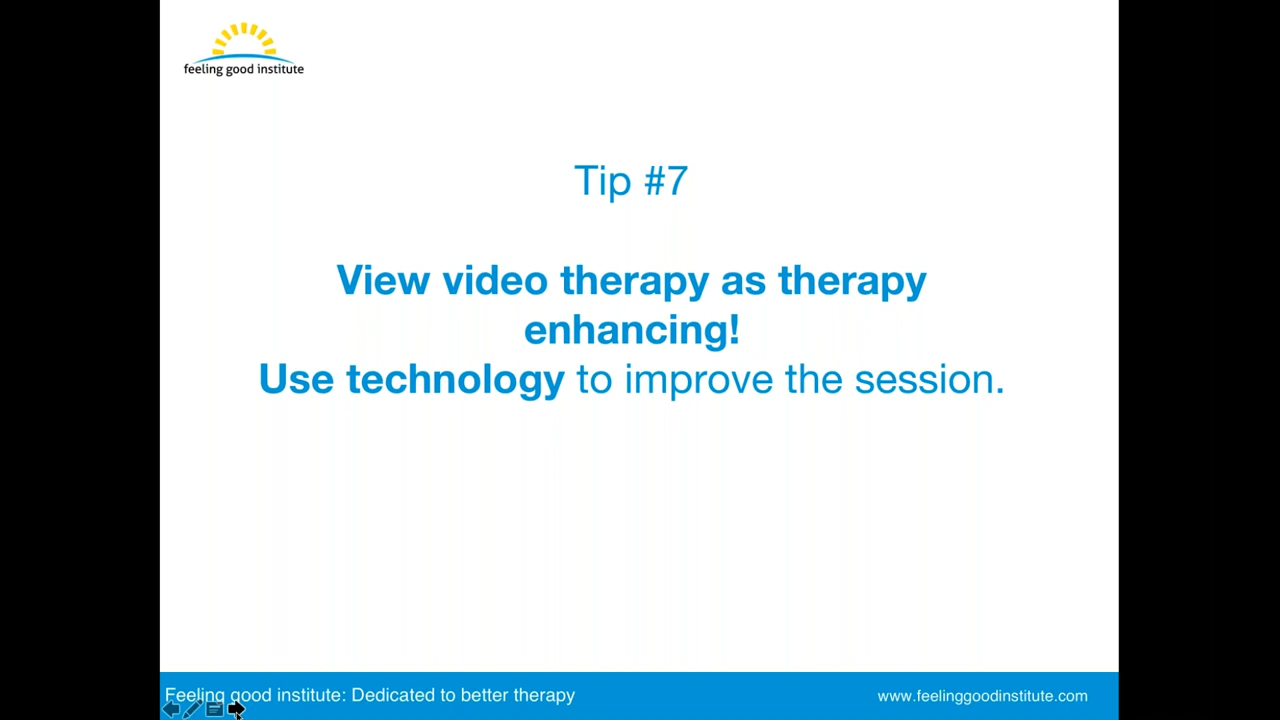 feeling good institute
Tip #7
View video therapy as therapy
enhancing!
Use technology to improve the session.
Feeling good institute: Dedicated to better therapy
www.feelinggoodinstitute.com